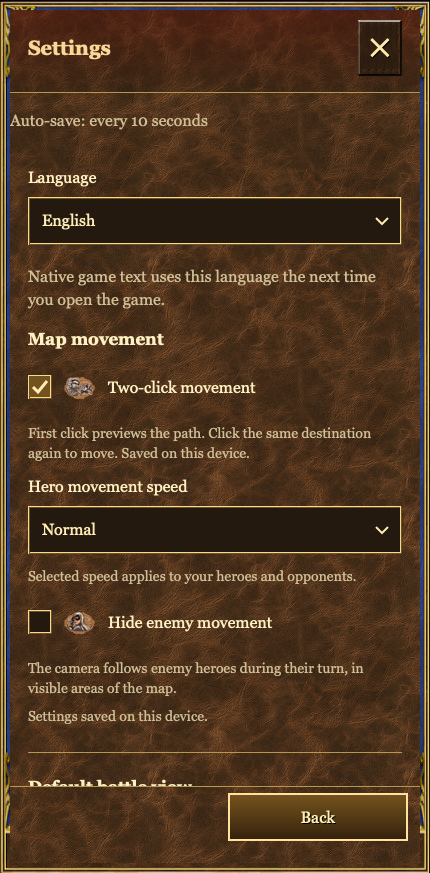 Settings
Auto-save: every 10 seconds
Language
English
Native game text uses this language the next time
you open the game.
Map movement
Two-click movement
First click previews the path. Click the same destination
again to move. Saved on this device.
Hero movement speed
Normal
Selected speed applies to your heroes and opponents.
Hide enemy movement
The camera follows enemy heroes during their turn, in
visible areas of the map.
Settings saved on this device.
Default battle view
Back